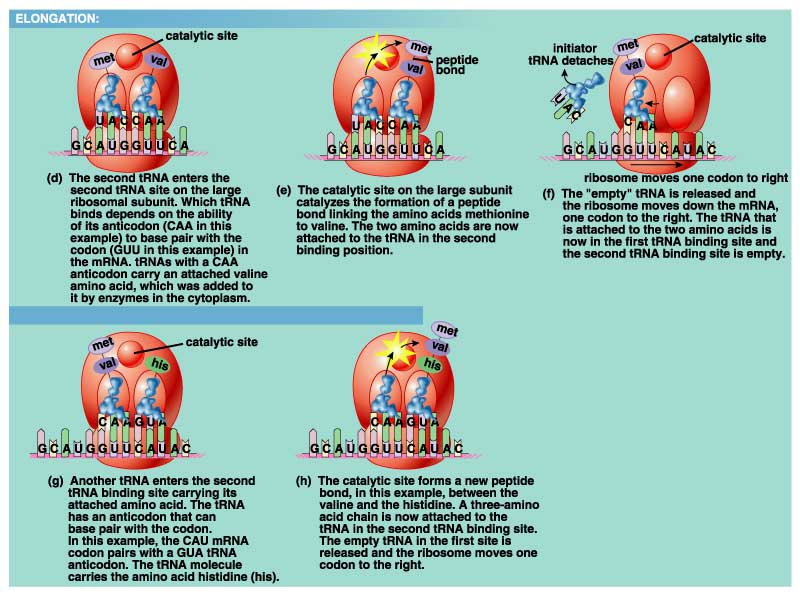 ELONGATION:
catalytic site
met
val
U A C C A A
G C A U G G U U C A
(d) The second tRNA enters the
second tRNA site on the large
ribosomal subunit. Which tRNA
binds depends on the ability
of its anticodon (CAA in this
example) to base pair with the
codon (GUU in this example) in
the mRNA. tRNAs with a CAA
anticodon carry an attached valine
amino acid, which was added to
it by enzymes in the cytoplasm.
met
val
peptide
bond
U A C C A A
G C A U G G U U C A
(e) The catalytic site on the large subunit
catalyzes the formation of a peptide
bond linking the amino acids methionine
to valine. The two amino acids are now
attached to the tRNA in the second
binding position.
initiator
tRNA detaches
met
val
catalytic site
U A C
C A A
G C A U G G U U C A U A C
ribosome moves one codon to right
(f) The "empty" tRNA is released and
the ribosome moves down the mRNA,
one codon to the right. The tRNA that
is attached to the two amino acids is
now in the first tRNA binding site and
the second tRNA binding site is empty.
met
val
his
catalytic site
C A A G U A
G C A U G G U U C A U A C
(g) Another tRNA enters the second
tRNA binding site carrying its
attached amino acid. The tRNA
has an anticodon that can
base pair with the codon.
In this example, the CAU mRNA
codon pairs with a GUA tRNA
anticodon. The tRNA molecule
carries the amino acid histidine (his).
met
val
his
C A A G U A
G C A U G G U U C A U A C
(h) The catalytic site forms a new peptide
bond, in this example, between the
valine and the histidine. A three-amino
acid chain is now attached to the
tRNA in the second tRNA binding site.
The empty tRNA in the first site is
released and the ribosome moves one
codon to the right.